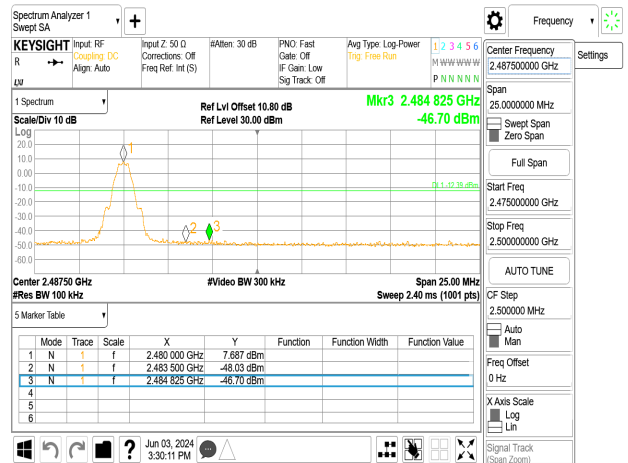 Spectrum Analyzer 1
Swept SA
Frequency
KEYSIGHT
R
Input: RF
Coupling: DC
Align: Auto
Input Z: 50 Ω
Corrections: Off
Freq Ref: Int (S)
#Atten: 30 dB
PNO: Fast
Gate: Off
IF Gain: Low
Sig Track: Off
Avg Type: Log-Power
Trig: Free Run
1 2 3 4 5 6
M W W W W W
P N N N N N
1 Spectrum
Scale/Div 10 dB
Ref Lvl Offset 10.80 dB
Ref Level 30.00 dBm
Mkr3 2.484 825 GHz
-46.70 dBm
Log
20.0
10.0
0.00
-10.0
-20.0
-30.0
-40.0
-50.0
-60.0
1
2
3
Center 2.48750 GHz
#Res BW 100 kHz
#Video BW 300 kHz
Span 25.00 MHz
Sweep 2.40 ms (1001 pts)
5 Marker Table
Mode Trace Scale X Y Function Function Width Function Value
1 N 1 f 2.480 000 GHz 7.687 dBm
2 N 1 f 2.483 500 GHz -48.03 dBm
3 N 1 f 2.484 825 GHz -46.70 dBm
4
5
6
Jun 03, 2024
3:30:11 PM
Center Frequency
2.487500000 GHz
Settings
Span
25.0000000 MHz
Swept Span
Zero Span
Full Span
Start Freq
2.475000000 GHz
Stop Freq
2.500000000 GHz
AUTO TUNE
CF Step
2.500000 MHz
Auto
Man
Freq Offset
0 Hz
X Axis Scale
Log
Lin
Signal Track
(Span Zoom)